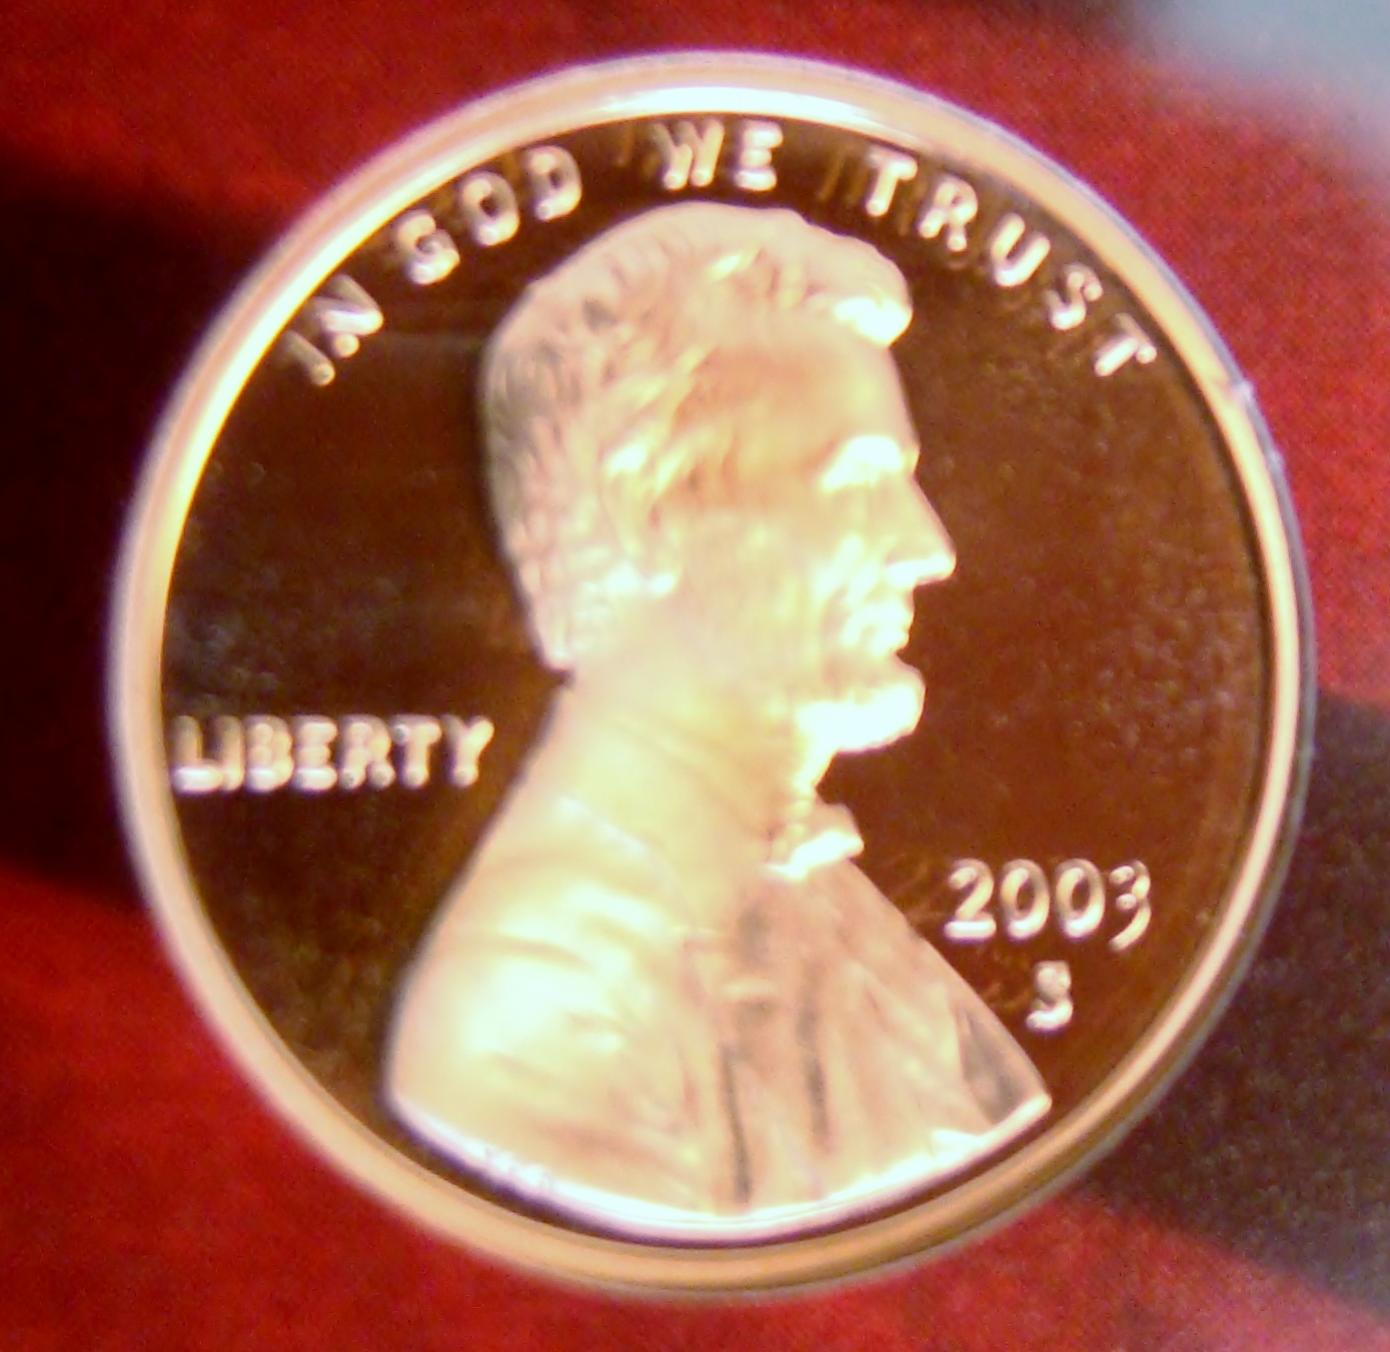 IN GOD WE TRUST
LIBERTY
2003
S